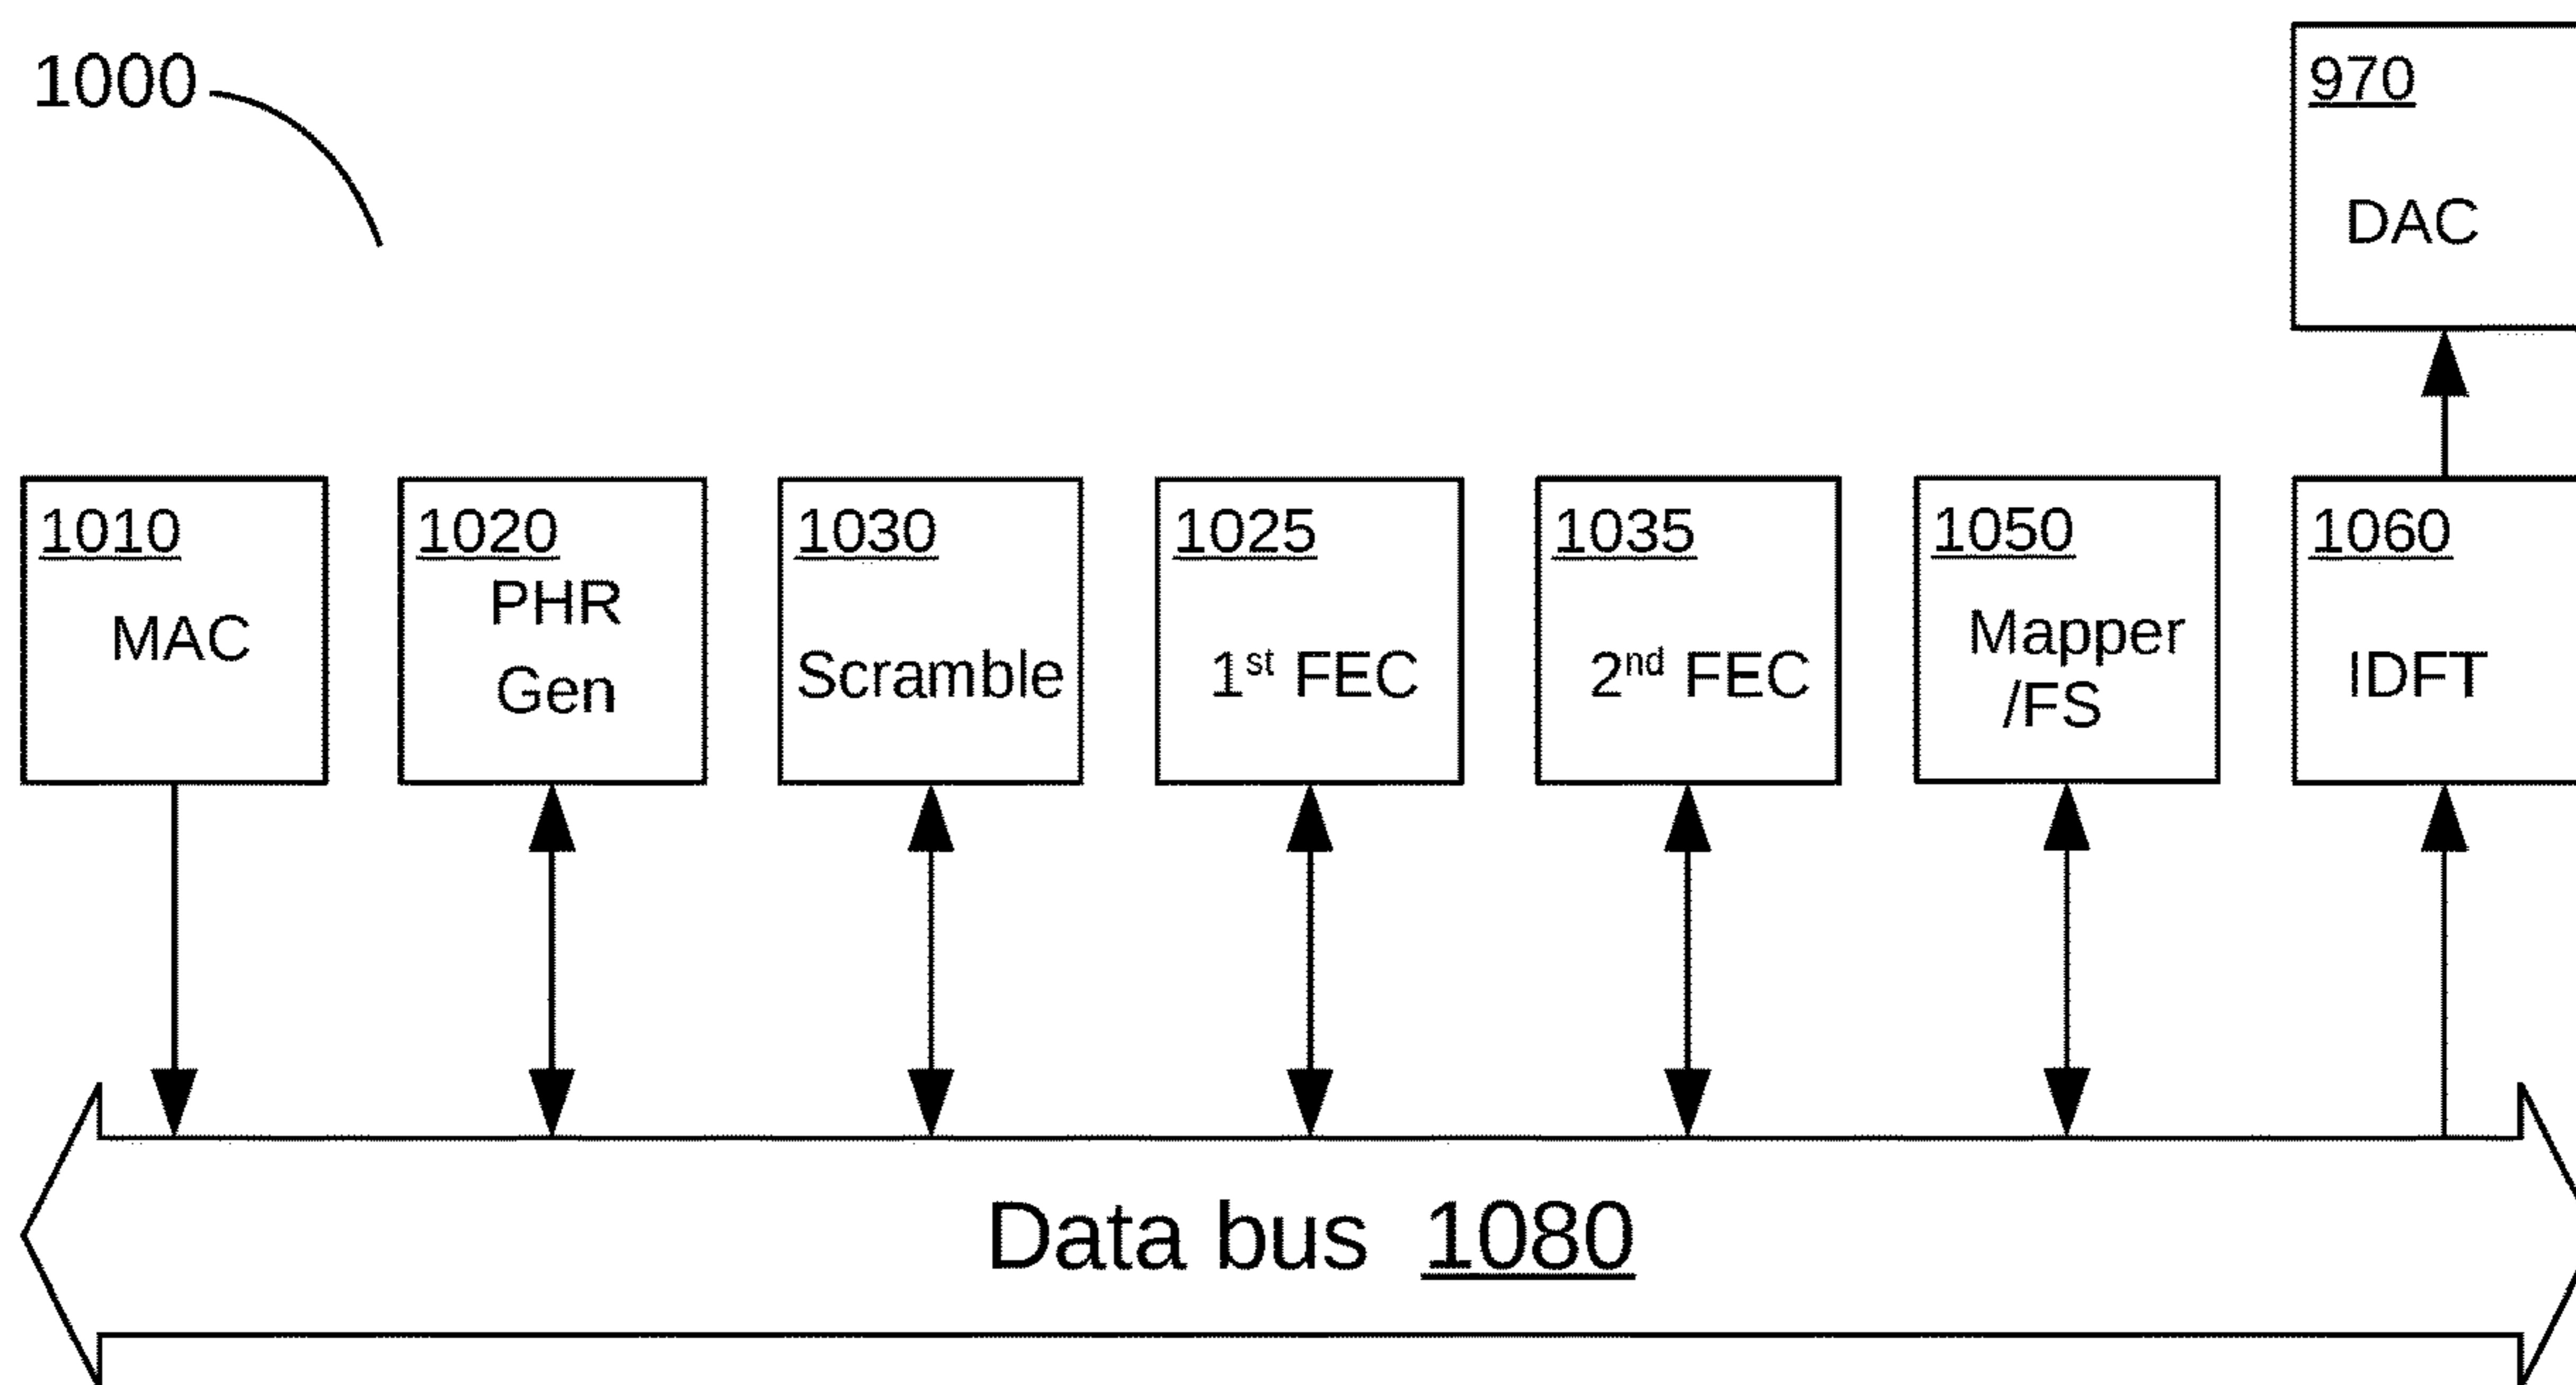 1000
970
DAC
1010
MAC
1020
PHR
Gen
1030
Scramble
1025
1st FEC
1035
2nd FEC
1050
Mapper
/FS
1060
IDFT
Data bus 1080